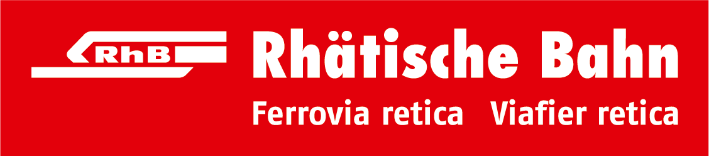 RhB Rhätische Bahn
Ferrovia retica Viafier retica